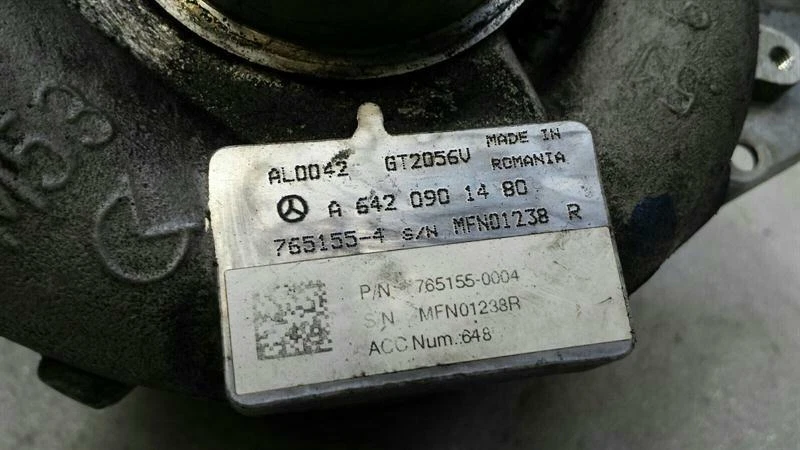 AL0042 GT2056V MADE IN
ROMANIA
A 642 090 14 80
765155-4 S/N MFN01238 R
P/N 765155-0004
S/N MFN01238R
ACC Num.:648